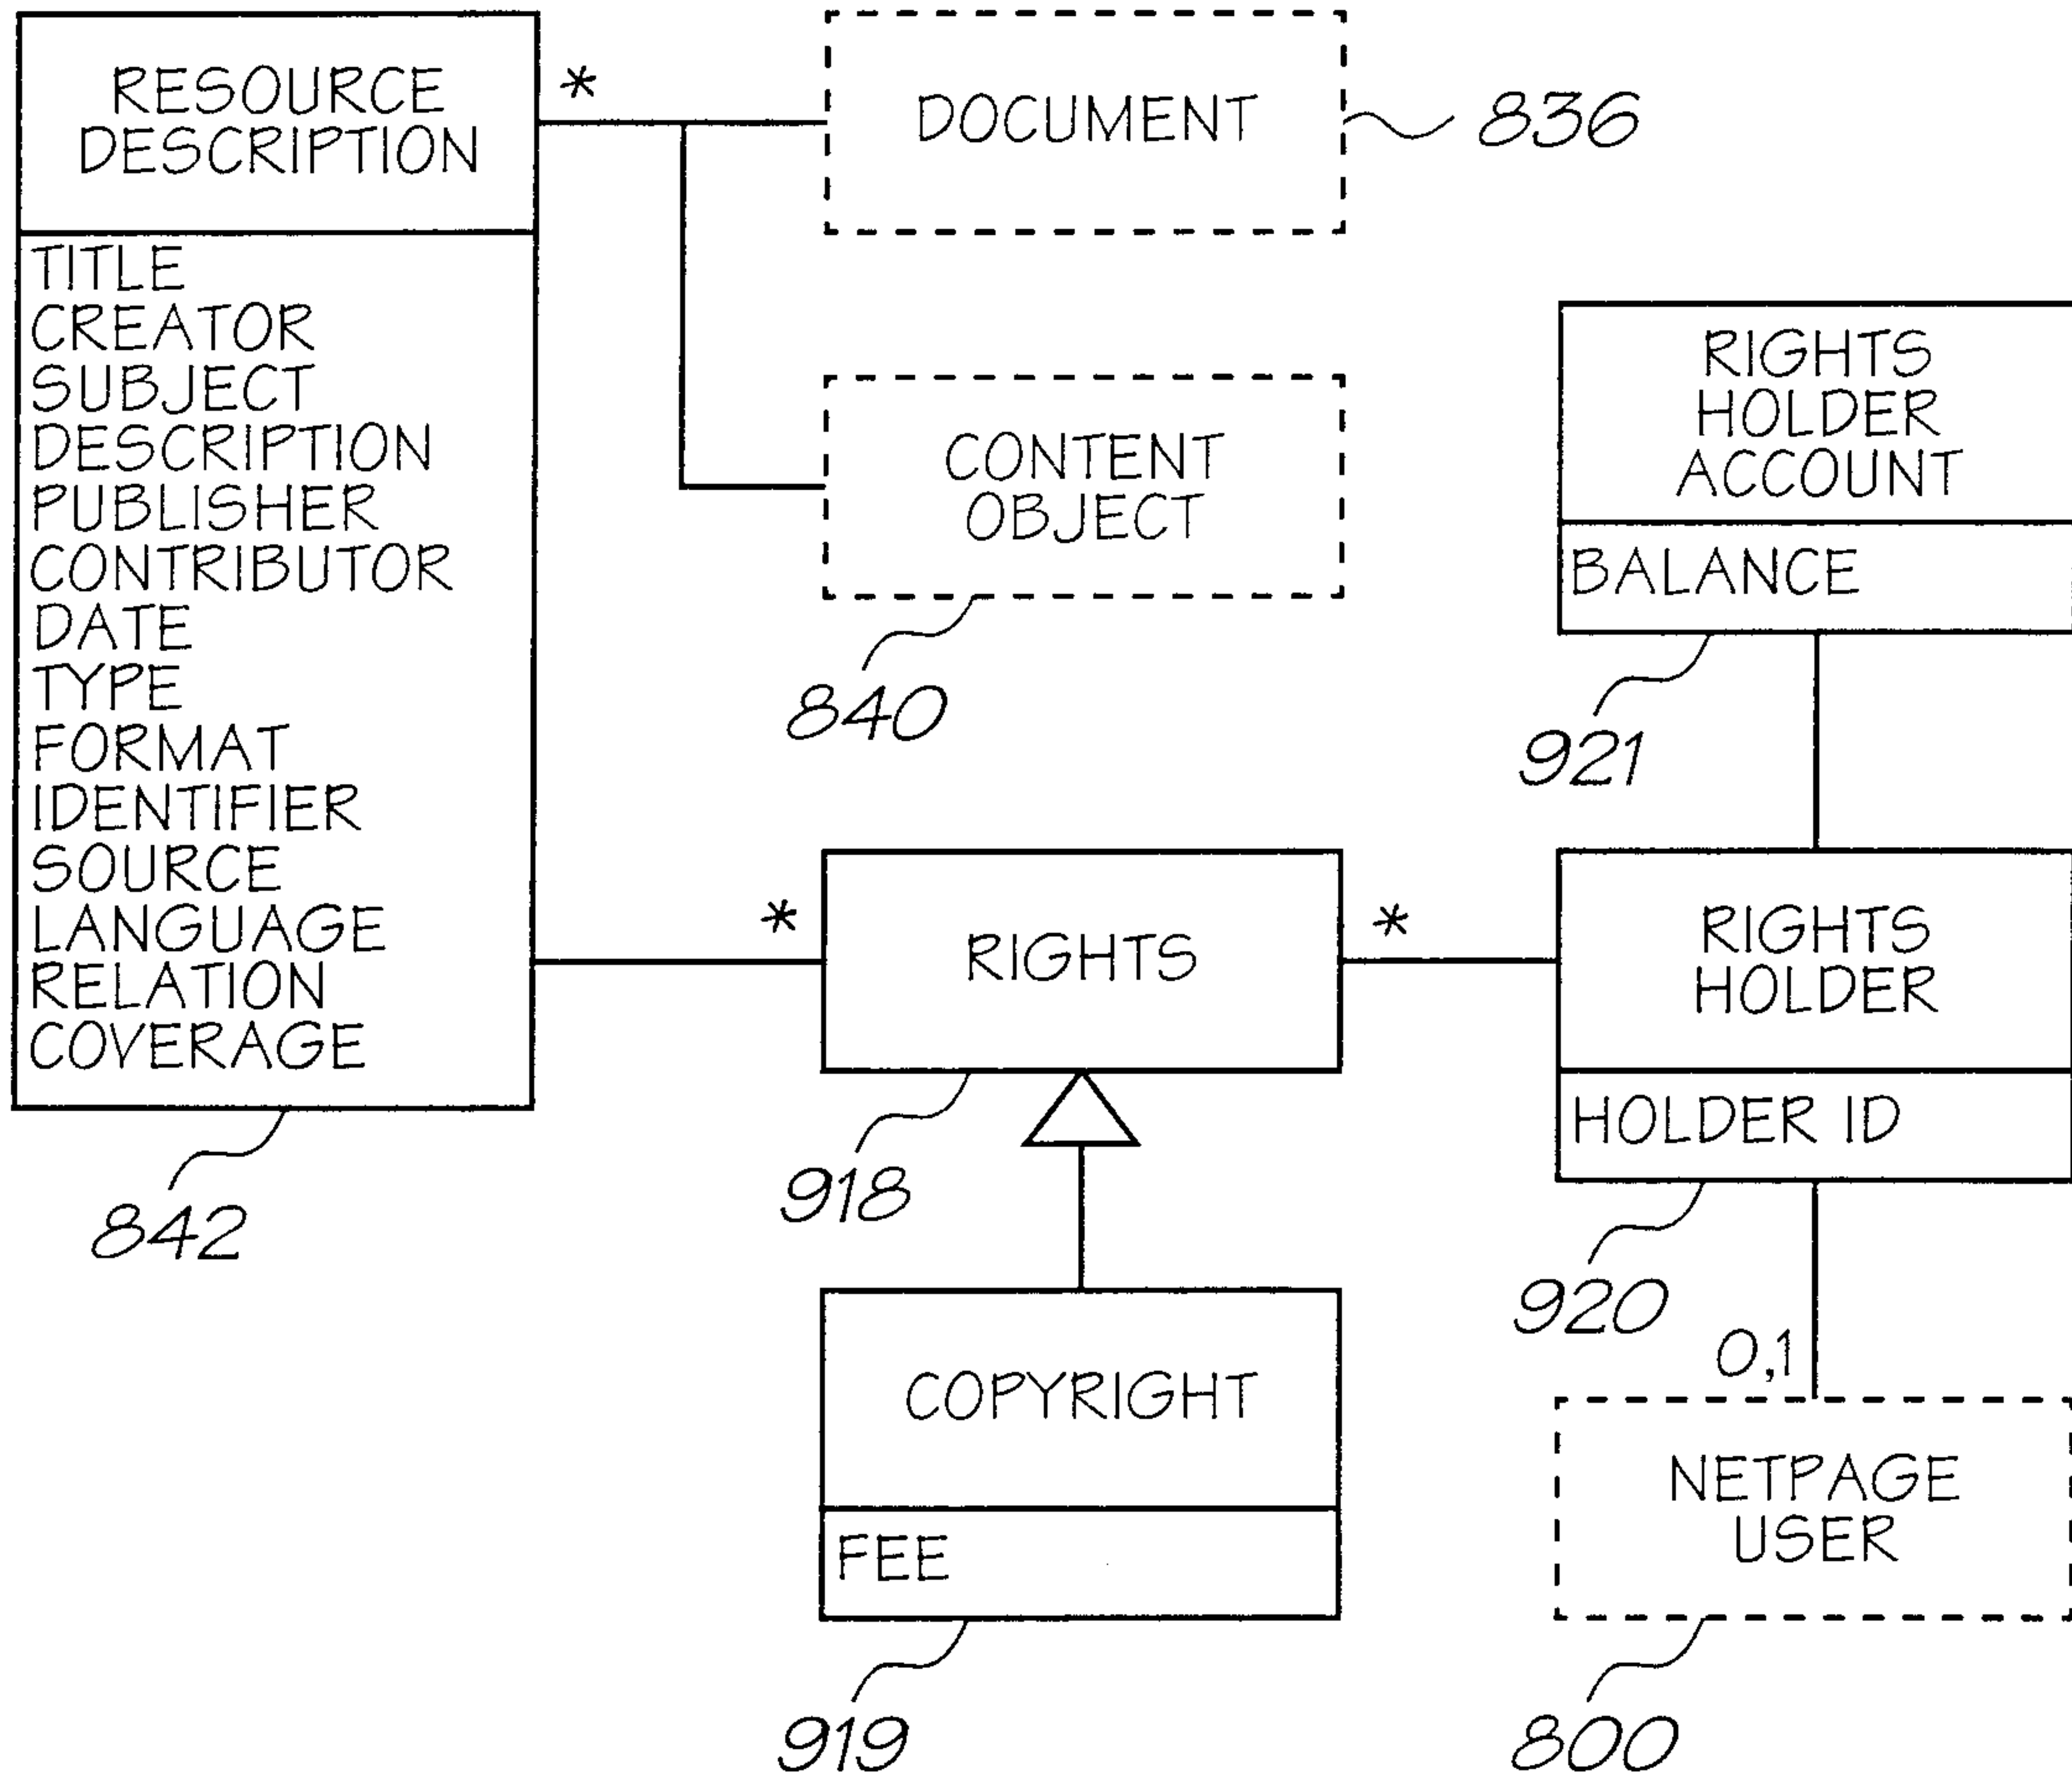 RESOURCE
DESCRIPTION
TITLE
CREATOR
SUBJECT
DESCRIPTION
PUBLISHER
CONTRIBUTOR
DATE
TYPE
FORMAT
IDENTIFIER
SOURCE
LANGUAGE
RELATION
COVERAGE
842
*
DOCUMENT
836
CONTENT
OBJECT
840
RIGHTS
HOLDER
ACCOUNT
BALANCE
921
*
RIGHTS
*
918
RIGHTS
HOLDER
HOLDER ID
920
COPYRIGHT
FEE
919
0,1
NETPAGE
USER
800